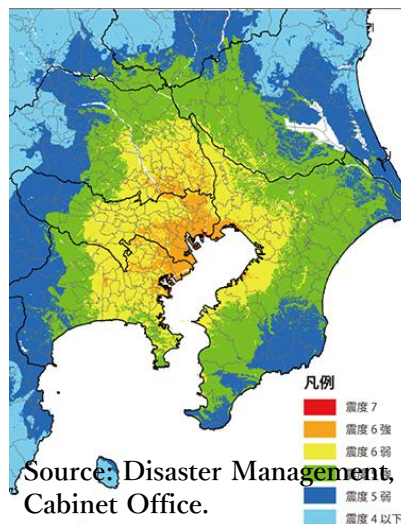 凡例
震度 7
震度 6 強
震度 6 弱
Source: Disaster Management,
震度 5 弱
Cabinet Office.
震度 4 以下